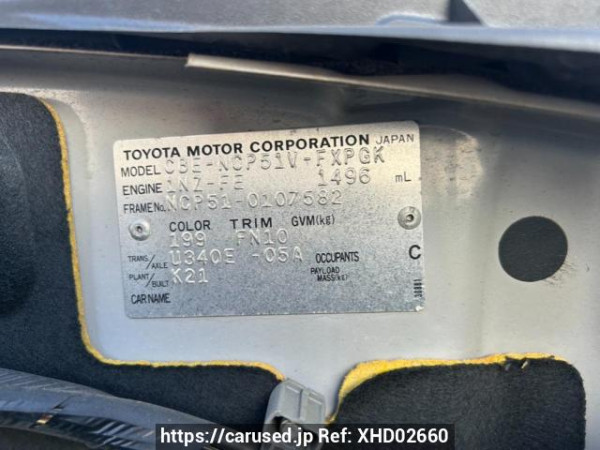 TOYOTA MOTOR CORPORATION JAPAN
MODEL CBE-NCP51V-FXPGK
ENGINE 1NZ-FE 1496 mL
FRAME No. NCP51-0107582
COLOR TRIM GVM(kg)
199 FN10
TRANS./AXLE U340E -05A OCCUPANTS C
PLANT/BUILT K21 PAYLOAD MASS(kg)
CAR NAME
https://carused.jp Ref: XHD02660